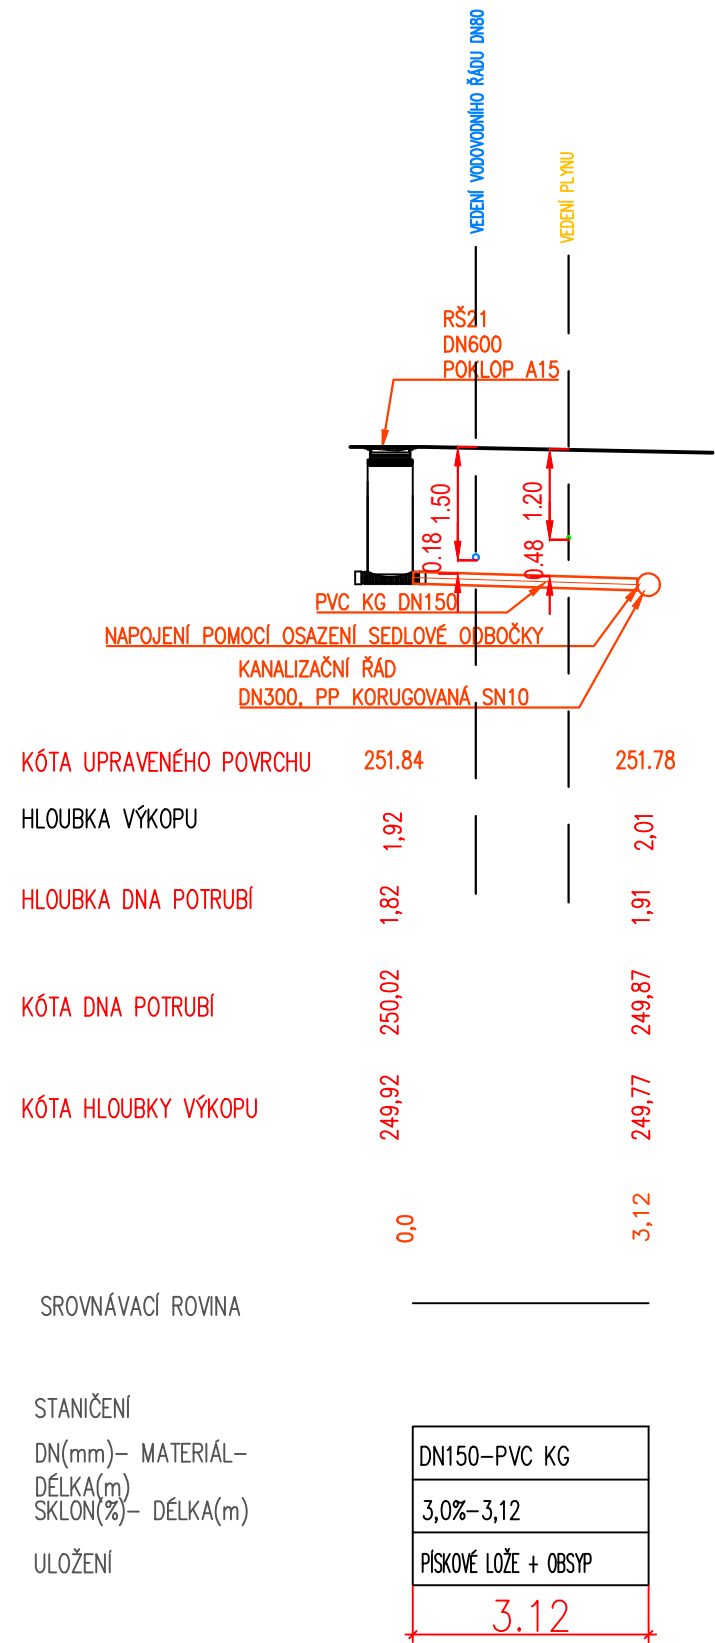 VEDENÍ VODOVODNÍHO ŘÁDU DN80
VEDENÍ PLYNU
RŠ21
DN600
POKLOP A15
1.50
1.20
0.18
0.48
PVC KG DN150
NAPOJENÍ POMOCÍ OSAZENÍ SEDLOVÉ ODBOČKY
KANALIZAČNÍ ŘÁD
DN300, PP KORUGOVANÁ SN10
KÓTA UPRAVENÉHO POVRCHU 251.84 251.78
HLOUBKA VÝKOPU 1,92 2,01
HLOUBKA DNA POTRUBÍ 1,82 1,91
KÓTA DNA POTRUBÍ 250,02 249,87
KÓTA HLOUBKY VÝKOPU 249,92 249,77
0,0 3,12
SROVNÁVACÍ ROVINA
STANIČENÍ
DN(mm)– MATERIÁL–
DÉLKA(m)
DN150–PVC KG
SKLON(%)– DÉLKA(m)
3,0%–3,12
ULOŽENÍ
PÍSKOVÉ LOŽE + OBSYP
3.12